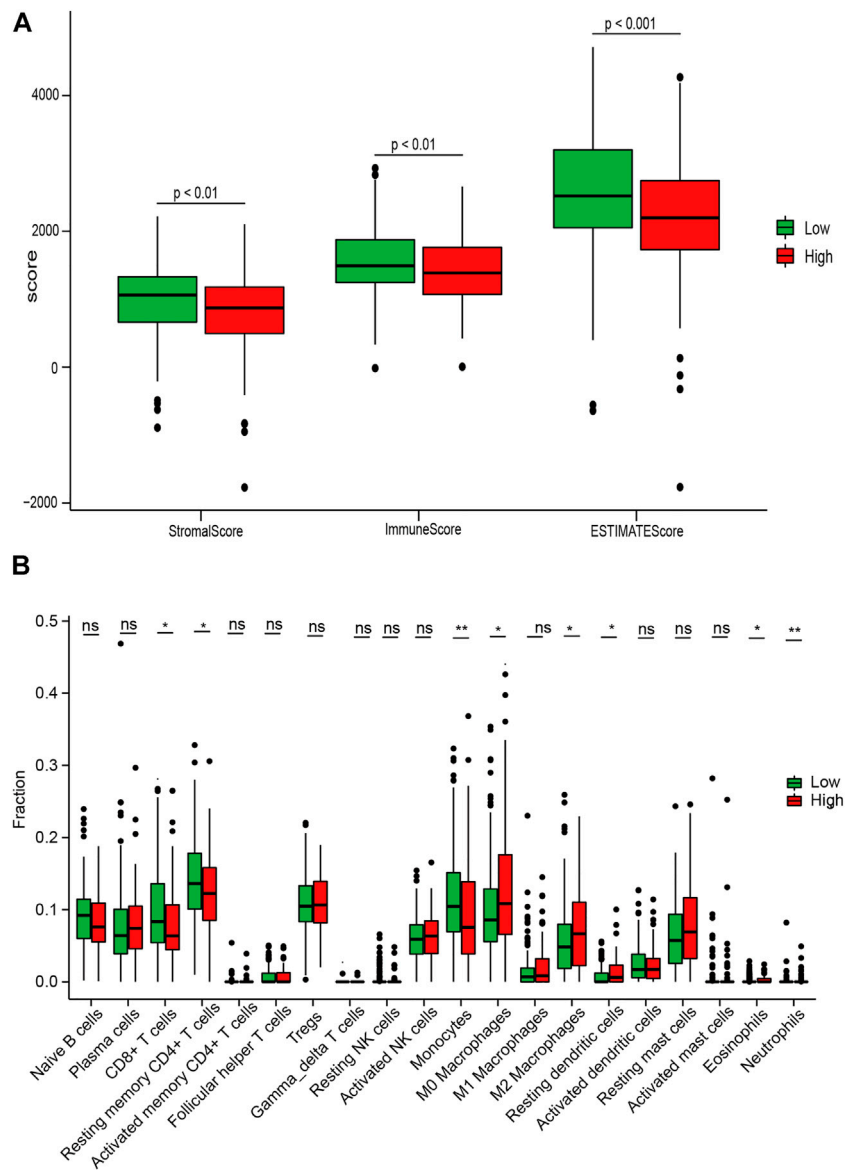 A
p < 0.001
4000
p < 0.01
p < 0.01
2000
Low
High
score
0
−2000
StromalScore
ImmuneScore
ESTIMATEScore
B
0.5
ns ns * * ns ns ns ns ns ns ** * ns * * ns ns ns * **
0.4
0.3
Low
High
Fraction
0.2
0.1
0.0
Naive B cells
Plasma cells
CD8+ T cells
Resting memory CD4+ T cells
Activated memory CD4+ T cells
Follicular helper T cells
Tregs
Gamma_delta T cells
Resting NK cells
Activated NK cells
Monocytes
M0 Macrophages
M1 Macrophages
M2 Macrophages
Resting dendritic cells
Activated dendritic cells
Resting mast cells
Activated mast cells
Eosinophils
Neutrophils